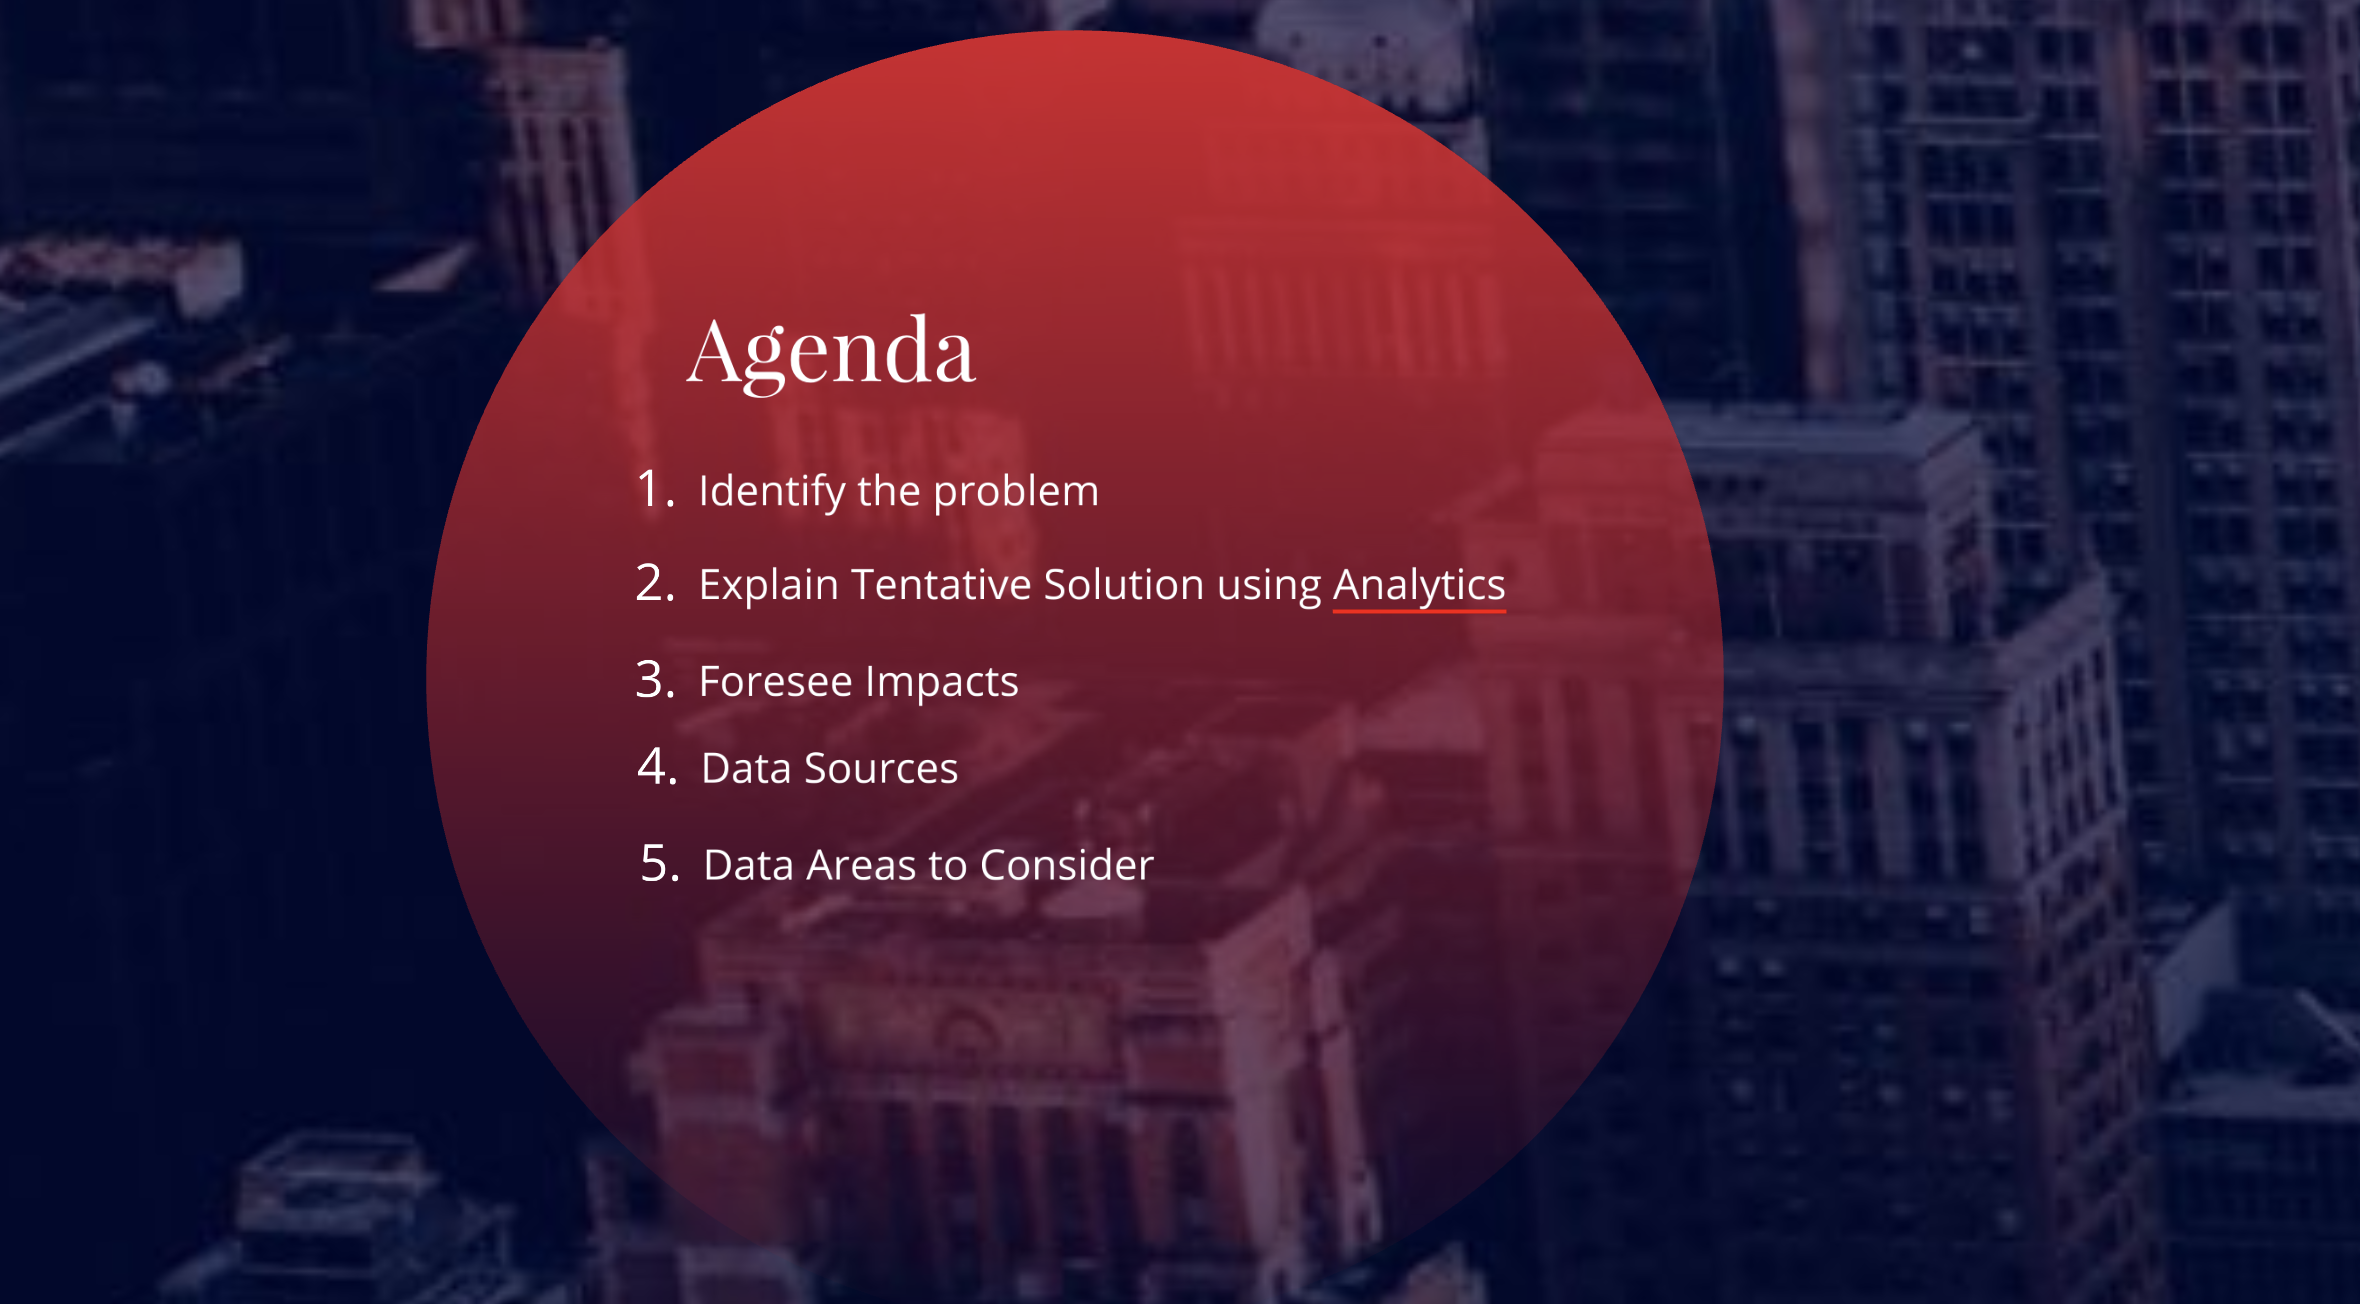 Agenda
1. Identify the problem
2. Explain Tentative Solution using Analytics
3. Foresee Impacts
4. Data Sources
5. Data Areas to Consider